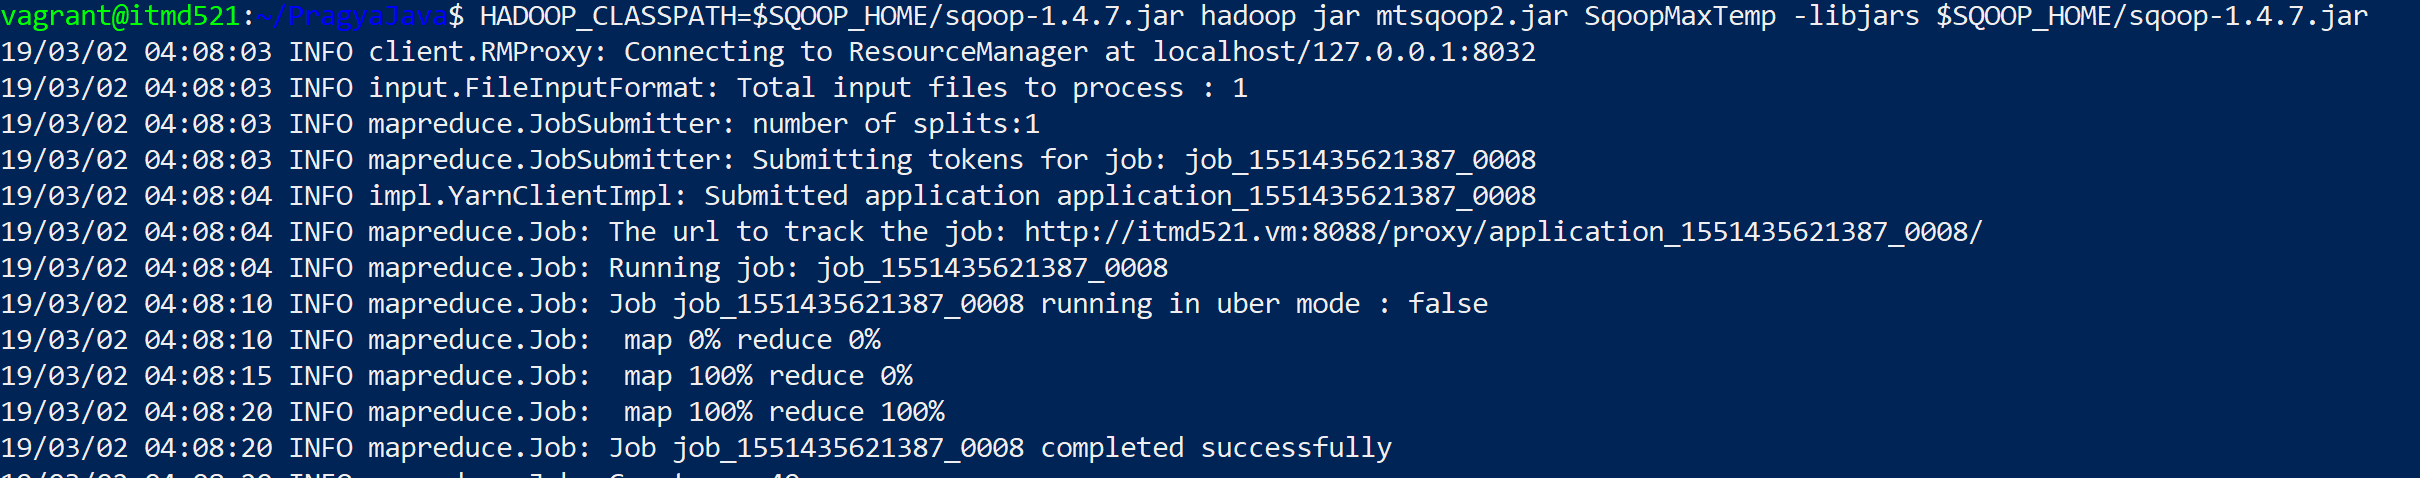 vagrant@itmd521:~/PragyaJava$ HADOOP_CLASSPATH=$SQOOP_HOME/sqoop-1.4.7.jar hadoop jar mtsqoop2.jar SqoopMaxTemp -libjars $SQOOP_HOME/sqoop-1.4.7.jar
19/03/02 04:08:03 INFO client.RMProxy: Connecting to ResourceManager at localhost/127.0.0.1:8032
19/03/02 04:08:03 INFO input.FileInputFormat: Total input files to process : 1
19/03/02 04:08:03 INFO mapreduce.JobSubmitter: number of splits:1
19/03/02 04:08:03 INFO mapreduce.JobSubmitter: Submitting tokens for job: job_1551435621387_0008
19/03/02 04:08:04 INFO impl.YarnClientImpl: Submitted application application_1551435621387_0008
19/03/02 04:08:04 INFO mapreduce.Job: The url to track the job: http://itmd521.vm:8088/proxy/application_1551435621387_0008/
19/03/02 04:08:04 INFO mapreduce.Job: Running job: job_1551435621387_0008
19/03/02 04:08:10 INFO mapreduce.Job: Job job_1551435621387_0008 running in uber mode : false
19/03/02 04:08:10 INFO mapreduce.Job:  map 0% reduce 0%
19/03/02 04:08:15 INFO mapreduce.Job:  map 100% reduce 0%
19/03/02 04:08:20 INFO mapreduce.Job:  map 100% reduce 100%
19/03/02 04:08:20 INFO mapreduce.Job: Job job_1551435621387_0008 completed successfully